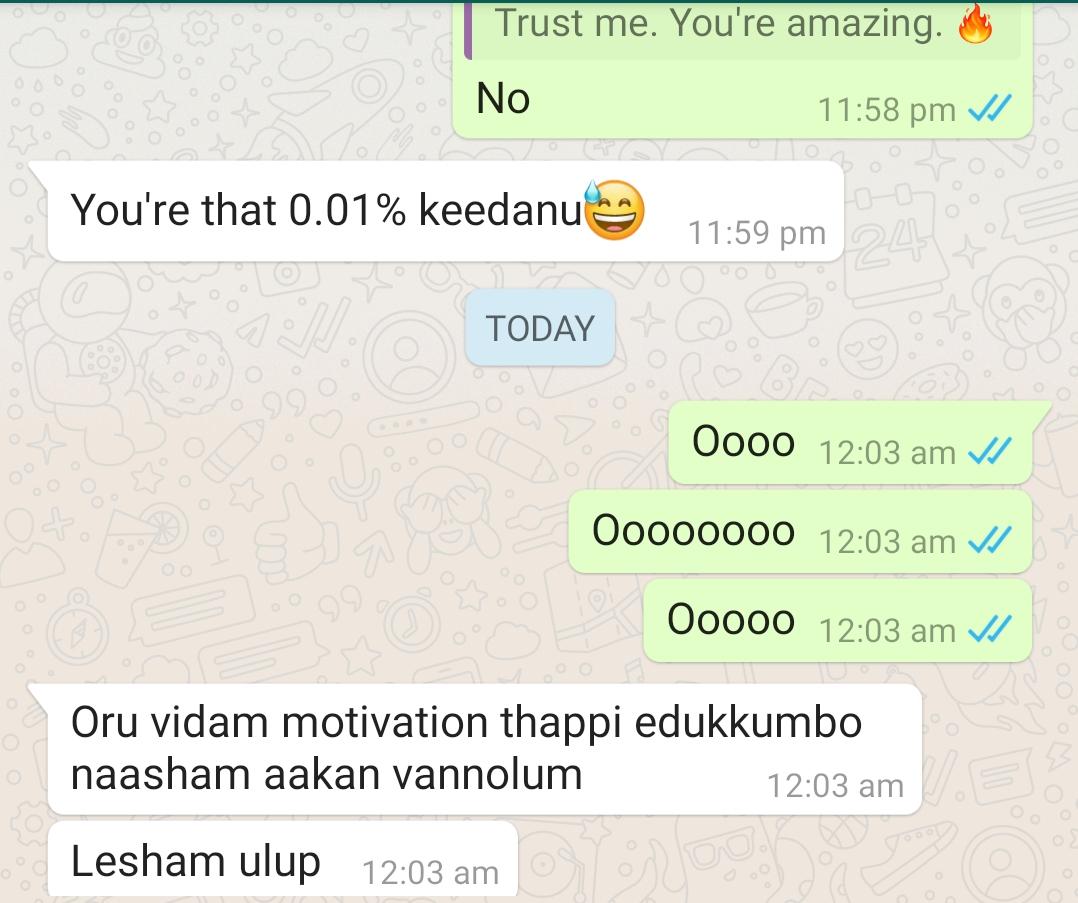 Trust me. You're amazing. 🔥
No
11:58 pm
You're that 0.01% keedanu😅
11:59 pm
TODAY
Oooo 12:03 am
Oooooooo 12:03 am
Ooooo 12:03 am
Oru vidam motivation thappi edukkumbo
naasham aakan vannolum
12:03 am
Lesham ulup 12:03 am